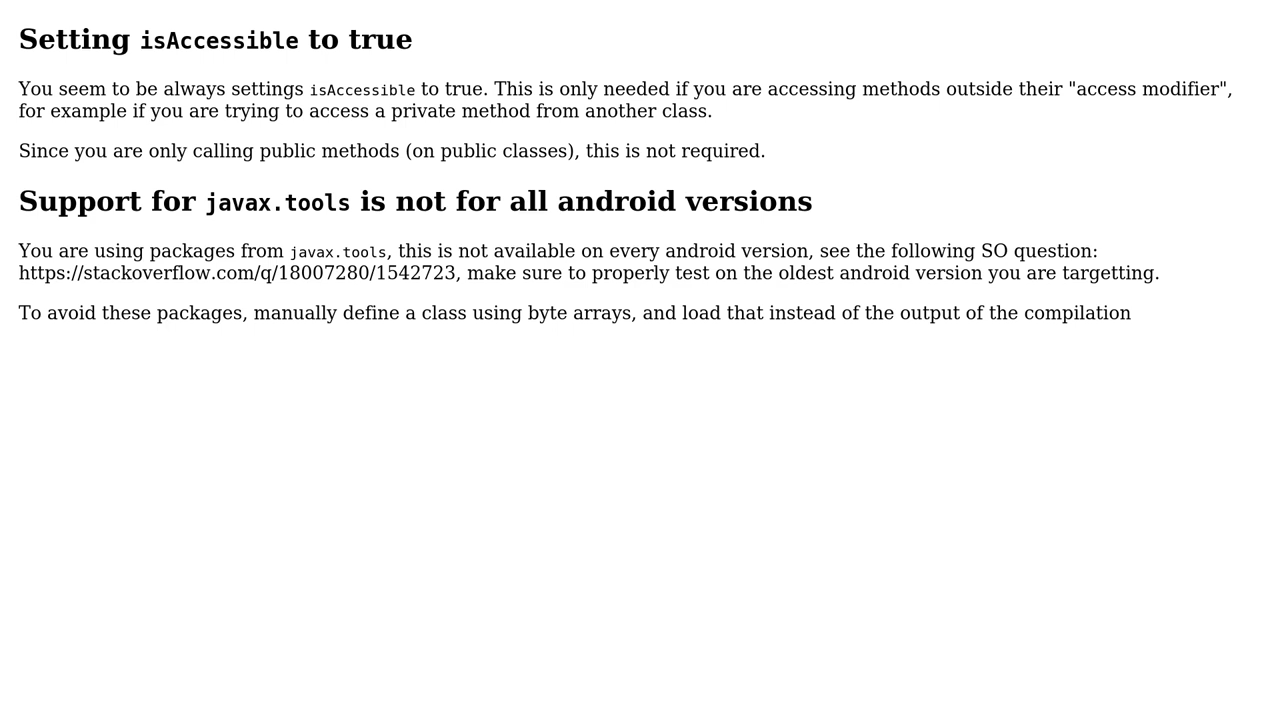 Setting isAccessible to true
You seem to be always settings isAccessible to true. This is only needed if you are accessing methods outside their "access modifier",
for example if you are trying to access a private method from another class.
Since you are only calling public methods (on public classes), this is not required.
Support for javax.tools is not for all android versions
You are using packages from javax.tools, this is not available on every android version, see the following SO question:
https://stackoverflow.com/q/18007280/1542723, make sure to properly test on the oldest android version you are targetting.
To avoid these packages, manually define a class using byte arrays, and load that instead of the output of the compilation